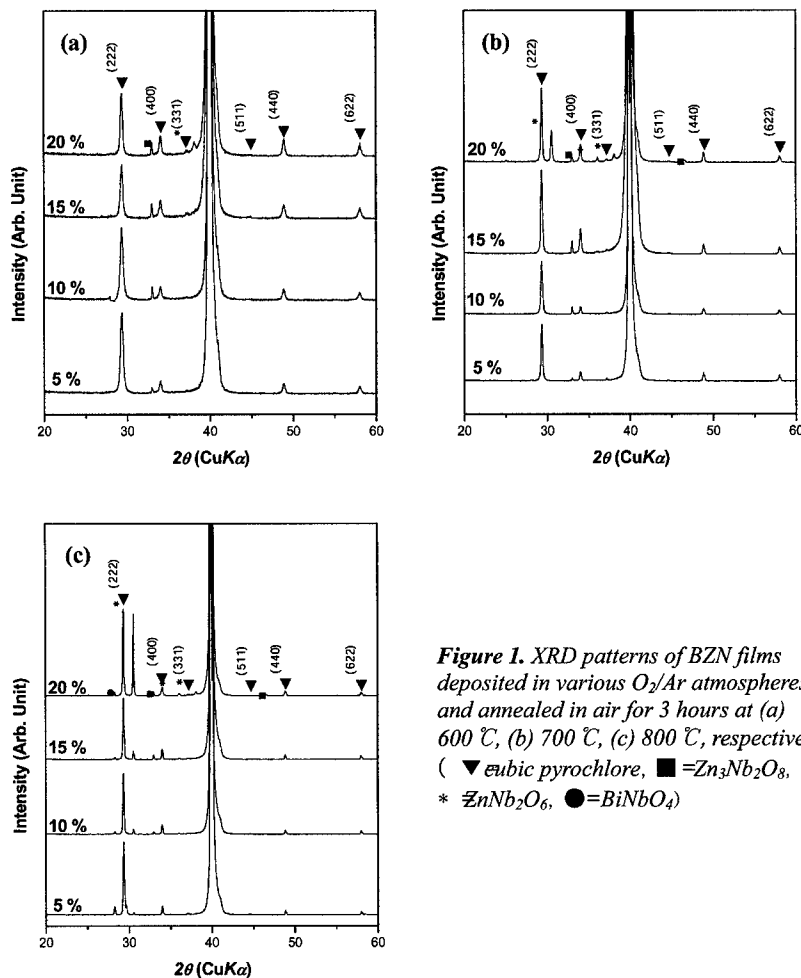 (a)
(222)
(400)
(331)
(511)
(440)
(622)
*
20 %
15 %
10 %
5 %
Intensity (Arb. Unit)
20 30 40 50 60
2θ (CuKα)
(b)
(222)
(400)
(331)
(511)
(440)
(622)
*
*
*
20 %
15 %
10 %
5 %
Intensity (Arb. Unit)
20 30 40 50 60
2θ (CuKα)
(c)
(222)
(400)
(331)
(511)
(440)
(622)
*
*
20 %
15 %
10 %
5 %
Intensity (Arb. Unit)
20 30 40 50 60
2θ (CuKα)
Figure 1. XRD patterns of BZN films
deposited in various O₂/Ar atmospheres
and annealed in air for 3 hours at (a)
600 ℃, (b) 700 ℃, (c) 800 ℃, respective
( ▼ =cubic pyrochlore, ■ =Zn₃Nb₂O₈,
* =ZnNb₂O₆, ●=BiNbO₄)